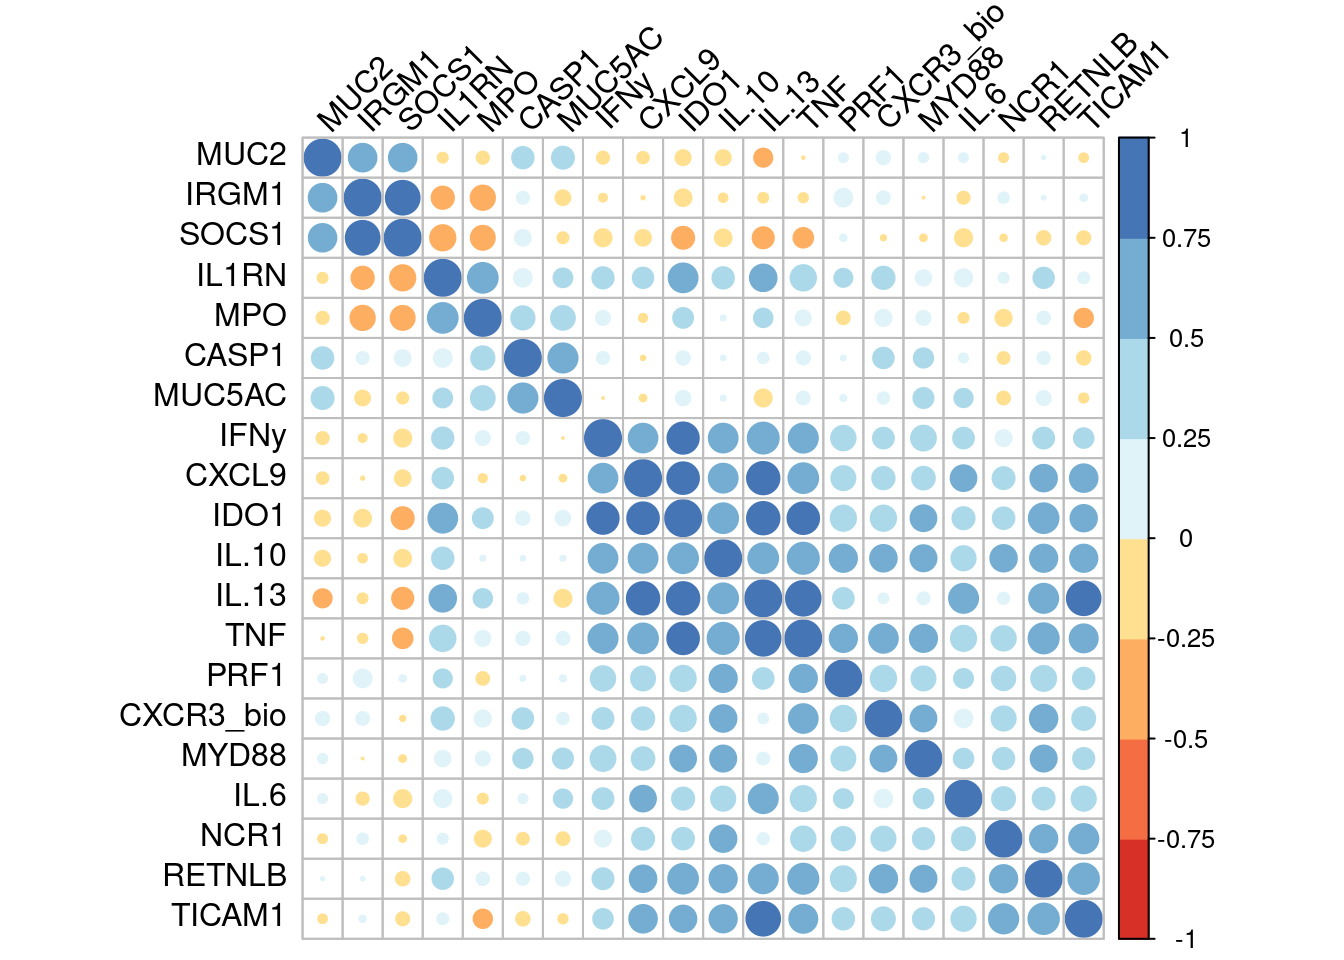 MUC2
IRGM1
SOCS1
IL1RN
MPO
CASP1
MUC5AC
IFNy
CXCL9
IDO1
IL.10
IL.13
TNF
PRF1
CXCR3_bio
MYD88
IL.6
NCR1
RETNLB
TICAM1
MUC2
IRGM1
SOCS1
IL1RN
MPO
CASP1
MUC5AC
IFNy
CXCL9
IDO1
IL.10
IL.13
TNF
PRF1
CXCR3_bio
MYD88
IL.6
NCR1
RETNLB
TICAM1
1
0.75
0.5
0.25
0
-0.25
-0.5
-0.75
-1